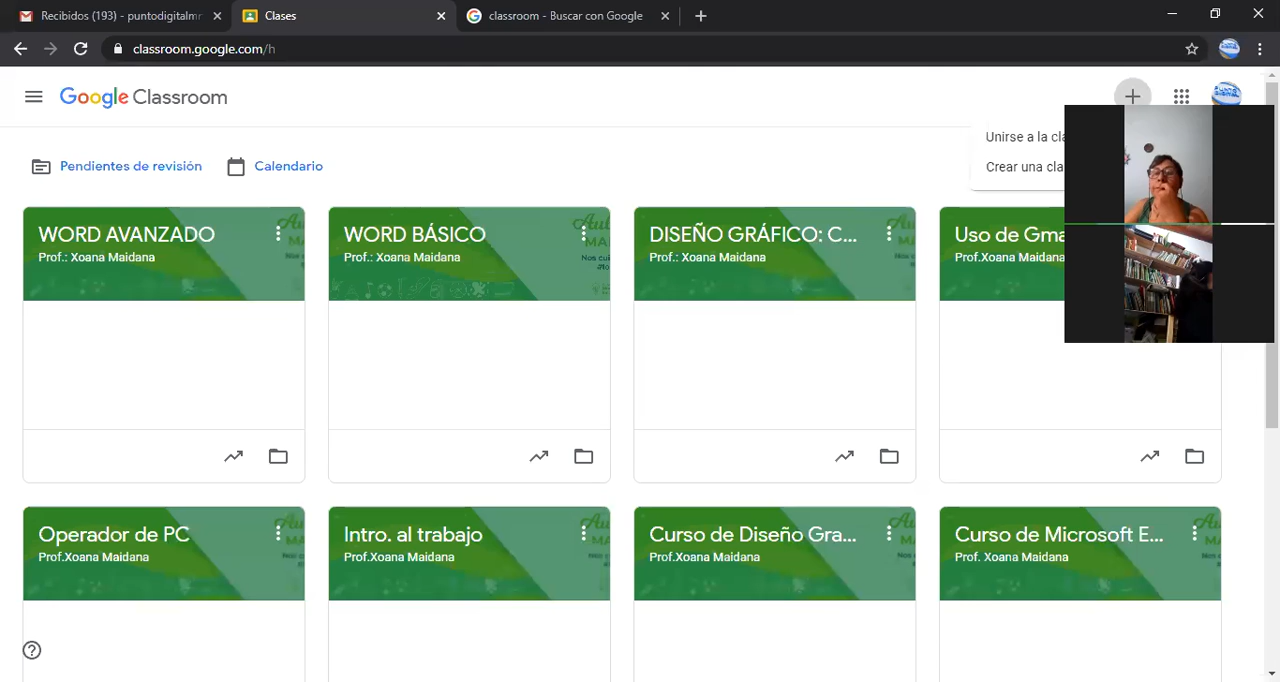 Recibidos (193) - puntodigitalmr
Clases
classroom - Buscar con Google
classroom.google.com/h
Google Classroom
Unirse a la cla
Crear una cla
Pendientes de revisión
Calendario
WORD AVANZADO
Prof.: Xoana Maidana
WORD BÁSICO
Prof.: Xoana Maidana
DISEÑO GRÁFICO: C...
Prof.: Xoana Maidana
Uso de Gma
Prof.Xoana Maidana
Operador de PC
Prof.Xoana Maidana
Intro. al trabajo
Prof.Xoana Maidana
Curso de Diseño Gra...
Prof.Xoana Maidana
Curso de Microsoft E...
Prof. Xoana Maidana